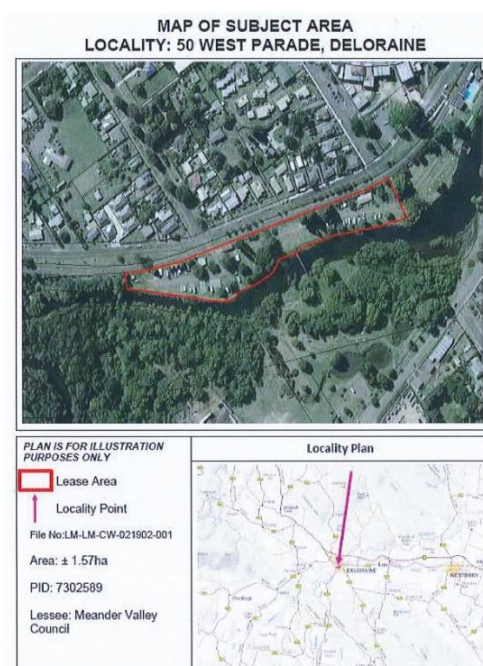 MAP OF SUBJECT AREA
LOCALITY: 50 WEST PARADE, DELORAINE
PLAN IS FOR ILLUSTRATION
PURPOSES ONLY
Lease Area
Locality Point
File No:LM-LM-CW-021902-001
Area: ± 1.57ha
PID: 7302589
Lessee: Meander Valley
Council
Locality Plan
DELORAINE
WESTBURY